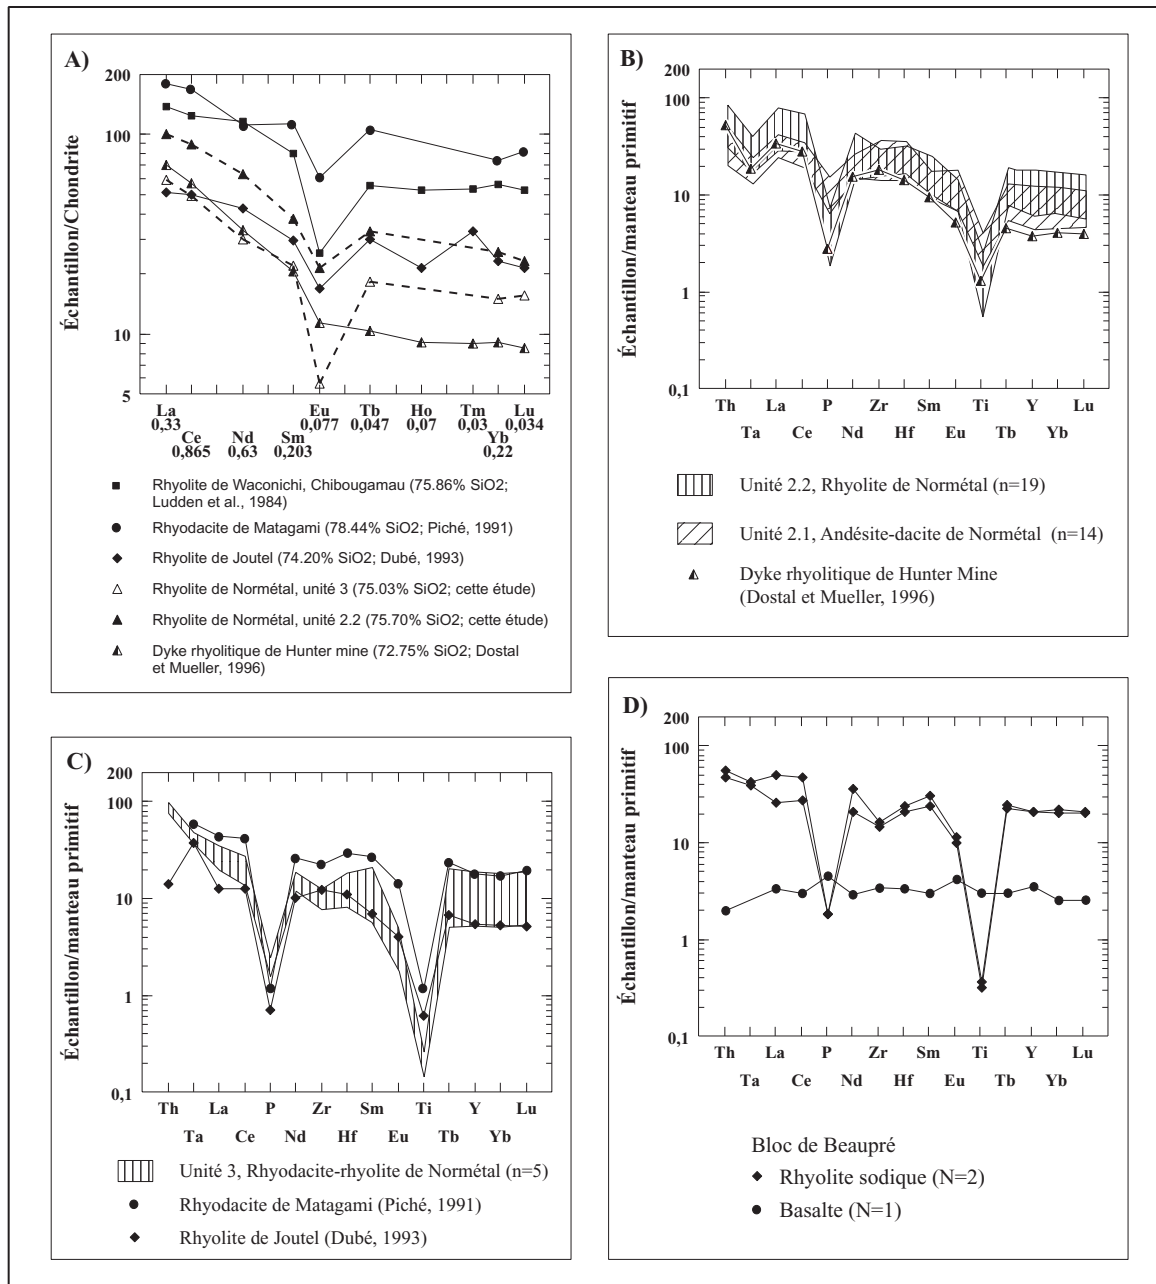 A)
Échantillon/Chondrite
200
100
10
5
La Eu Tb Ho Tm Lu
0,33 0,077 0,047 0,07 0,03 0,034
Ce Nd Sm Yb
0,865 0,63 0,203 0,22
Rhyolite de Waconichi, Chibougamau (75.86% SiO2;
Ludden et al., 1984)
Rhyodacite de Matagami (78.44% SiO2; Piché, 1991)
Rhyolite de Joutel (74.20% SiO2; Dubé, 1993)
Rhyolite de Normétal, unité 3 (75.03% SiO2; cette étude)
Rhyolite de Normétal, unité 2.2 (75.70% SiO2; cette étude)
Dyke rhyolitique de Hunter mine (72.75% SiO2; Dostal
et Mueller, 1996)
B)
Échantillon/manteau primitif
200
100
10
1
0,1
Th La P Zr Sm Ti Y Lu
Ta Ce Nd Hf Eu Tb Yb
Unité 2.2, Rhyolite de Normétal (n=19)
Unité 2.1, Andésite-dacite de Normétal (n=14)
Dyke rhyolitique de Hunter Mine
(Dostal et Mueller, 1996)
C)
Échantillon/manteau primitif
200
100
10
1
0,1
Th La P Zr Sm Ti Y Lu
Ta Ce Nd Hf Eu Tb Yb
Unité 3, Rhyodacite-rhyolite de Normétal (n=5)
Rhyodacite de Matagami (Piché, 1991)
Rhyolite de Joutel (Dubé, 1993)
D)
Échantillon/manteau primitif
200
100
10
1
0,1
Th La P Zr Sm Ti Y Lu
Ta Ce Nd Hf Eu Tb Yb
Bloc de Beaupré
Rhyolite sodique (N=2)
Basalte (N=1)